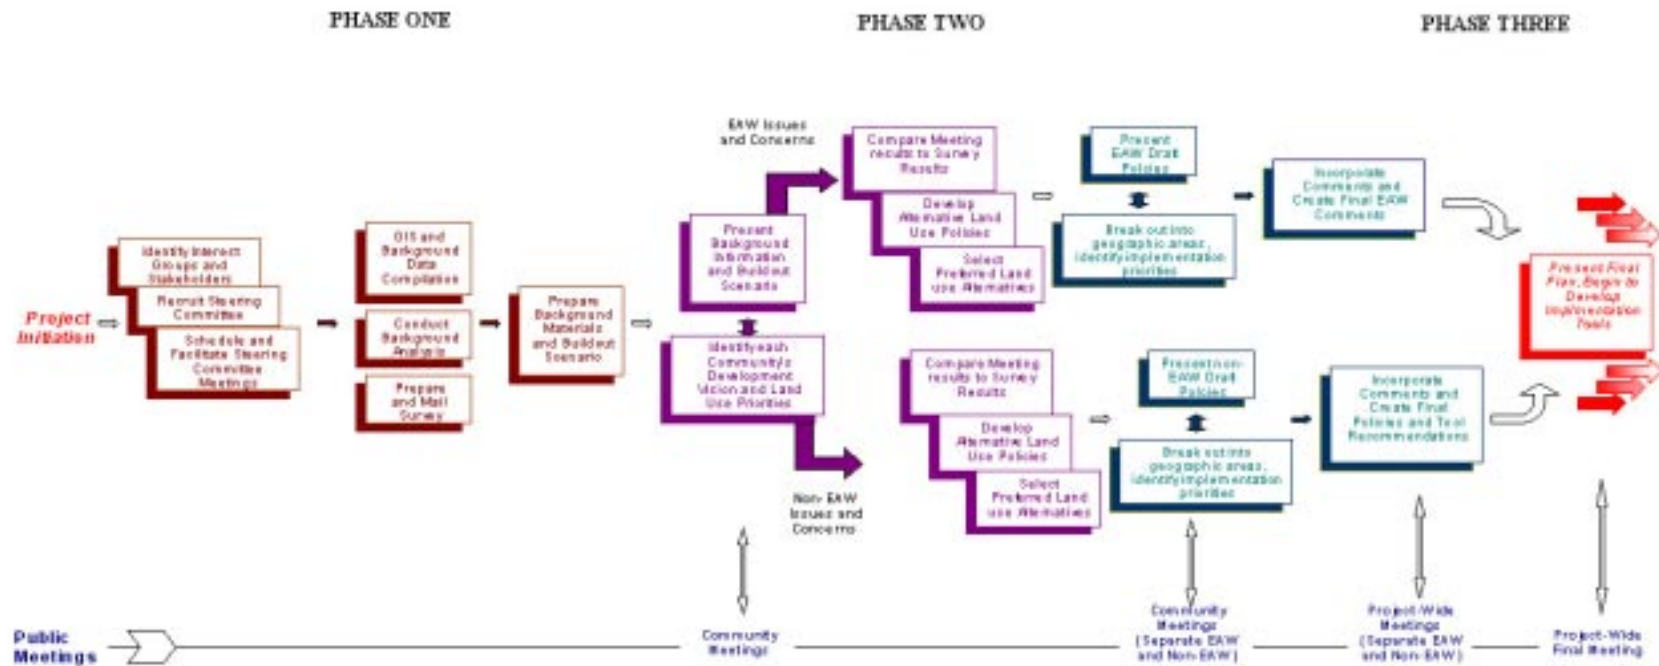 PHASE ONE
PHASE TWO
PHASE THREE
Project
Initiation
Identify Interest
Groups and
Stakeholders
Recruit Steering
Committee
Schedule and
Facilitate Steering
Committee
Meetings
GIS and
Background
Data
Compilation
Conduct
Background
Analysis
Prepare
and Mail
Survey
Prepare
Background
Materials
and Buildout
Scenario
EAW Issues
and Concerns
Present
Background
Information
and Buildout
Scenario
Identify each
Community's
Development
Vision and Land
Use Priorities
Non-EAW
Issues and
Concerns
Compare Meeting
results to Survey
Results
Develop
Alternative Land
Use Policies
Select
Preferred Land
use Alternatives
Present
EAW Draft
Policies
Break out into
geographic areas,
identify implementation
priorities
Incorporate
Comments and
Create Final EAW
Comments
Compare Meeting
results to Survey
Results
Develop
Alternative Land
Use Policies
Select
Preferred Land
use Alternatives
Present non-
EAW Draft
Policies
Break out into
geographic areas,
identify implementation
priorities
Incorporate
Comments and
Create Final
Policies and Tool
Recommendations
Present Final
Plan, Begin to
Develop
Implementation
Tools
Public
Meetings
Community
Meetings
Community
Meetings
(Separate EAW
and Non-EAW)
Project-Wide
Meetings
(Separate EAW
and Non-EAW)
Project-Wide
Final Meeting